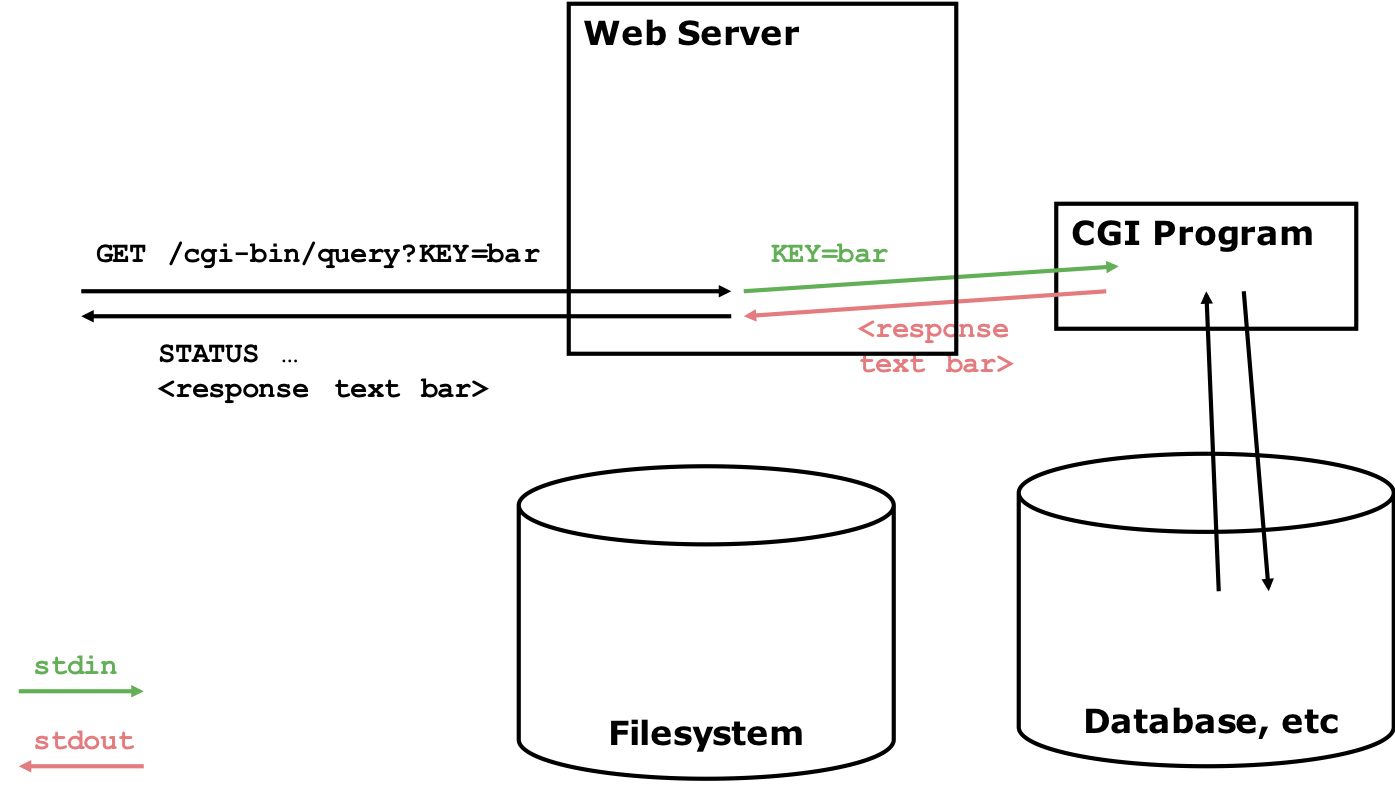 Web Server
CGI Program
GET /cgi-bin/query?KEY=bar
KEY=bar
<response
text bar>
STATUS …
<response text bar>
stdin
stdout
Filesystem
Database, etc